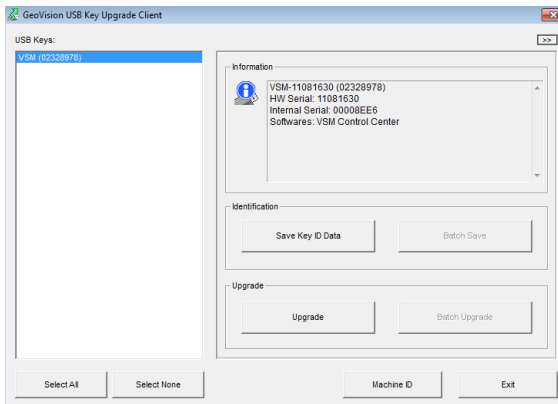 GeoVision USB Key Upgrade Client
USB Keys:
>>
VSM (02328978)
Information
VSM-11081630 (02328978)
HW Serial: 11081630
Internal Serial: 00008EE6
Softwares: VSM Control Center
Identification
Save Key ID Data
Batch Save
Upgrade
Upgrade
Batch Upgrade
Select All
Select None
Machine ID
Exit